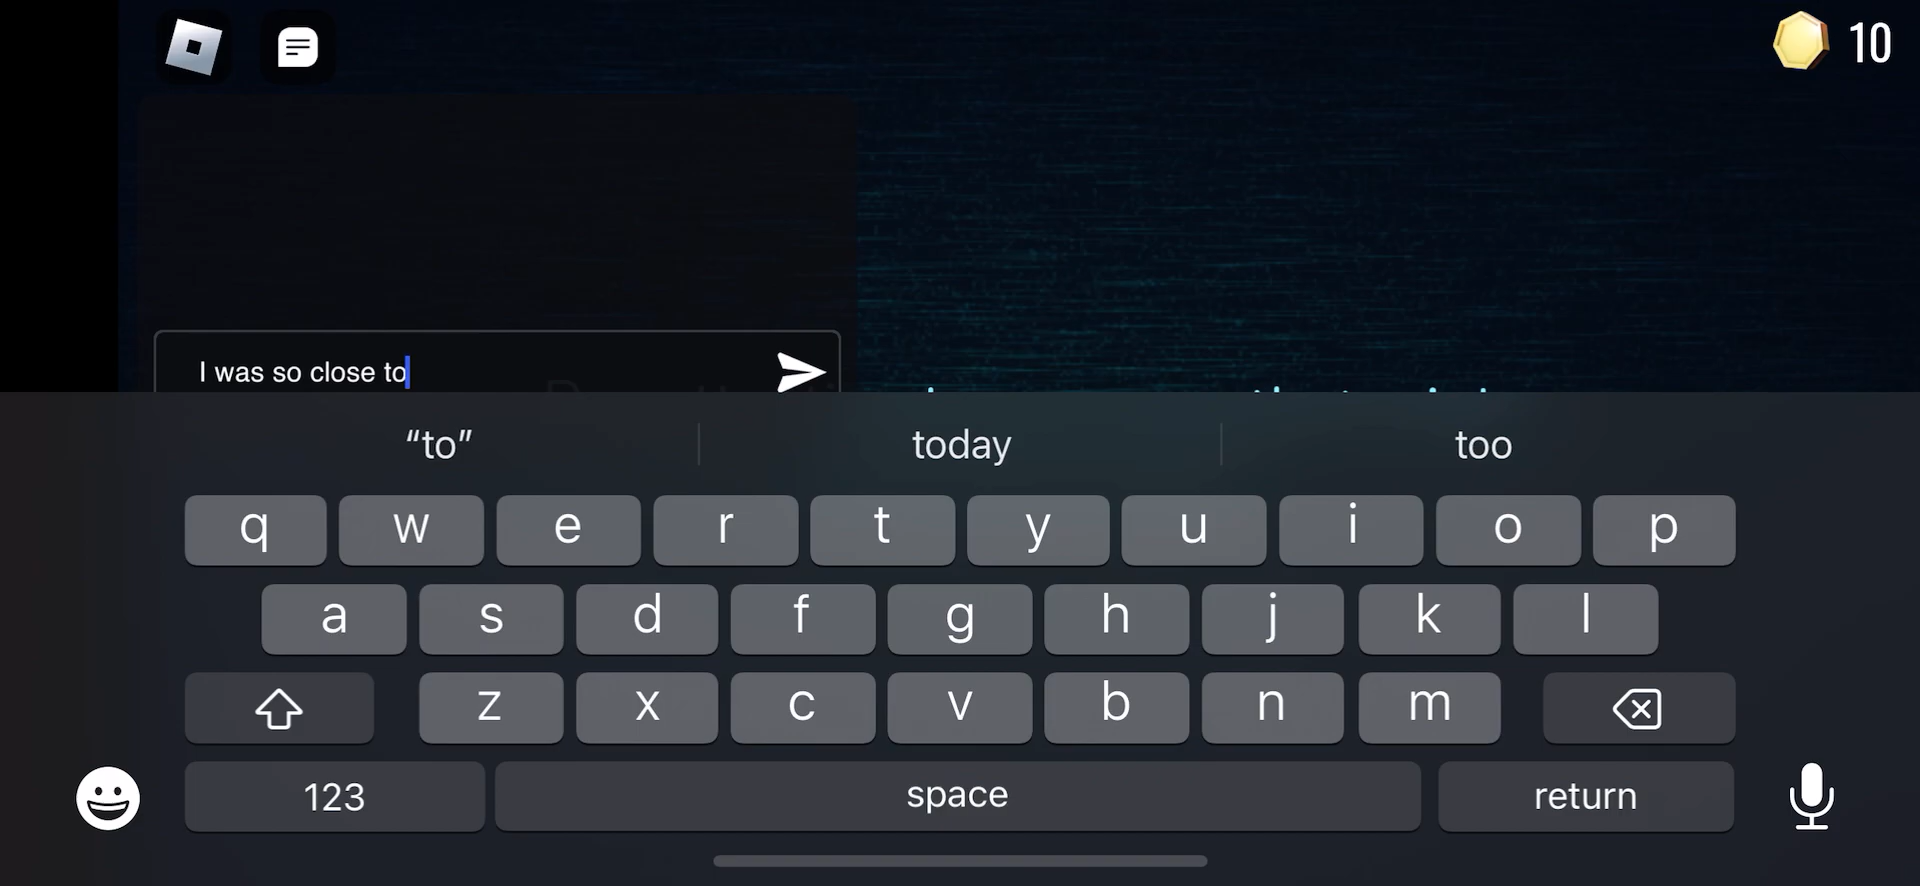 10
I was so close to
“to” today too
q w e r t y u i o p
a s d f g h j k l
z x c v b n m
123 space return